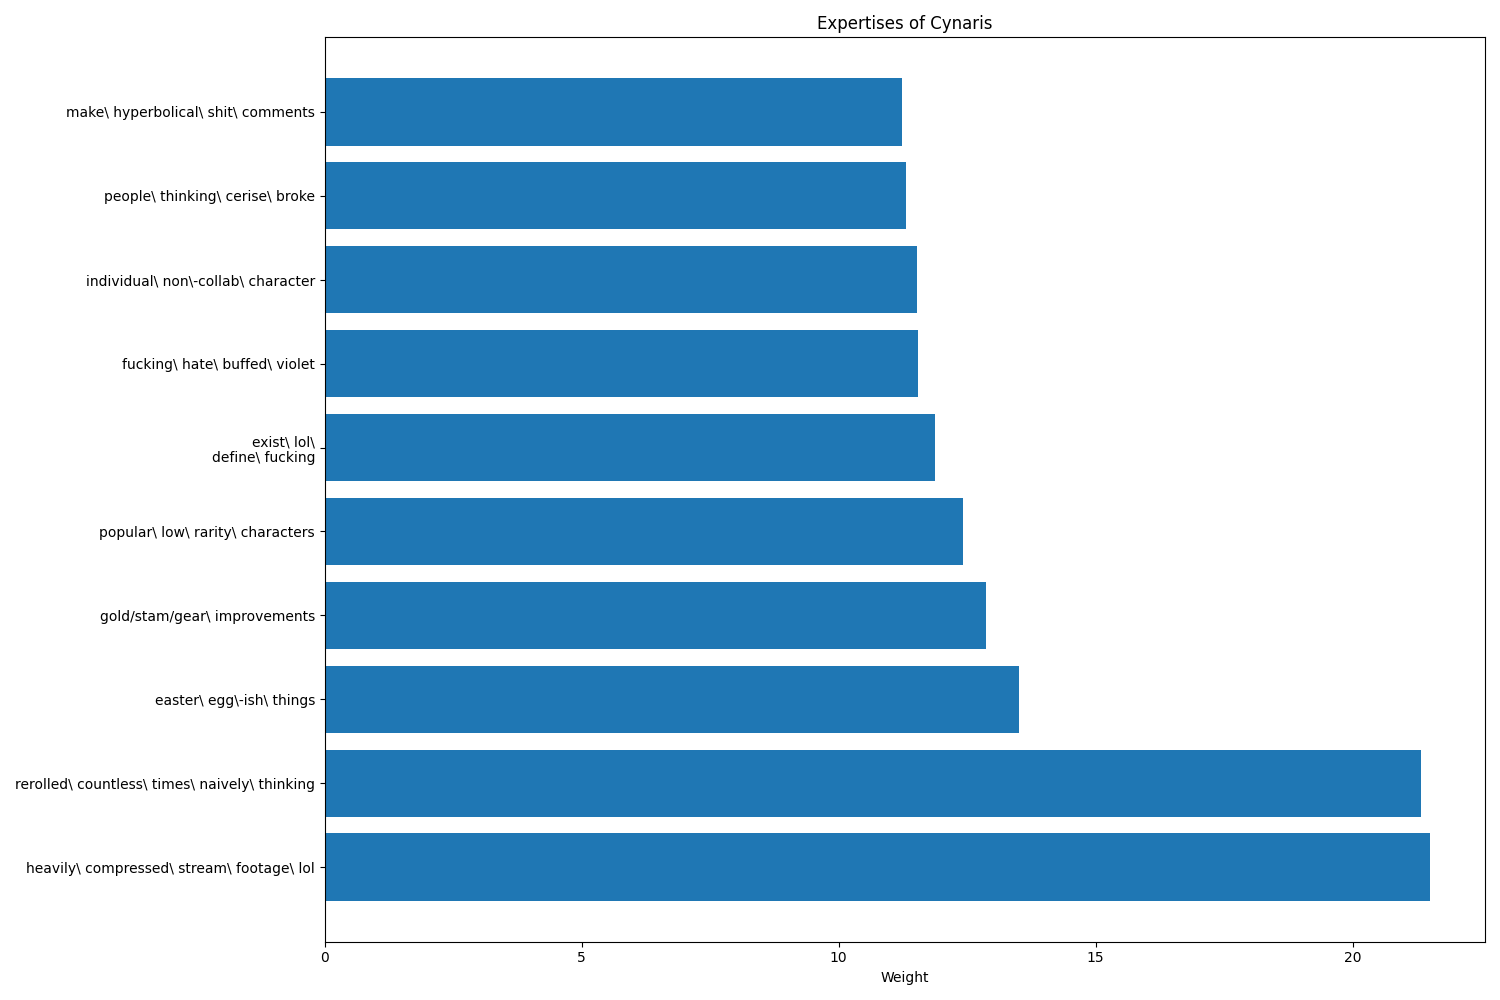 Expertises of Cynaris
make\ hyperbolical\ shit\ comments
people\ thinking\ cerise\ broke
individual\ non\-collab\ character
fucking\ hate\ buffed\ violet
exist\ lol\
define\ fucking
popular\ low\ rarity\ characters
gold/stam/gear\ improvements
easter\ egg\-ish\ things
rerolled\ countless\ times\ naively\ thinking
heavily\ compressed\ stream\ footage\ lol
0 5 10 15 20
Weight